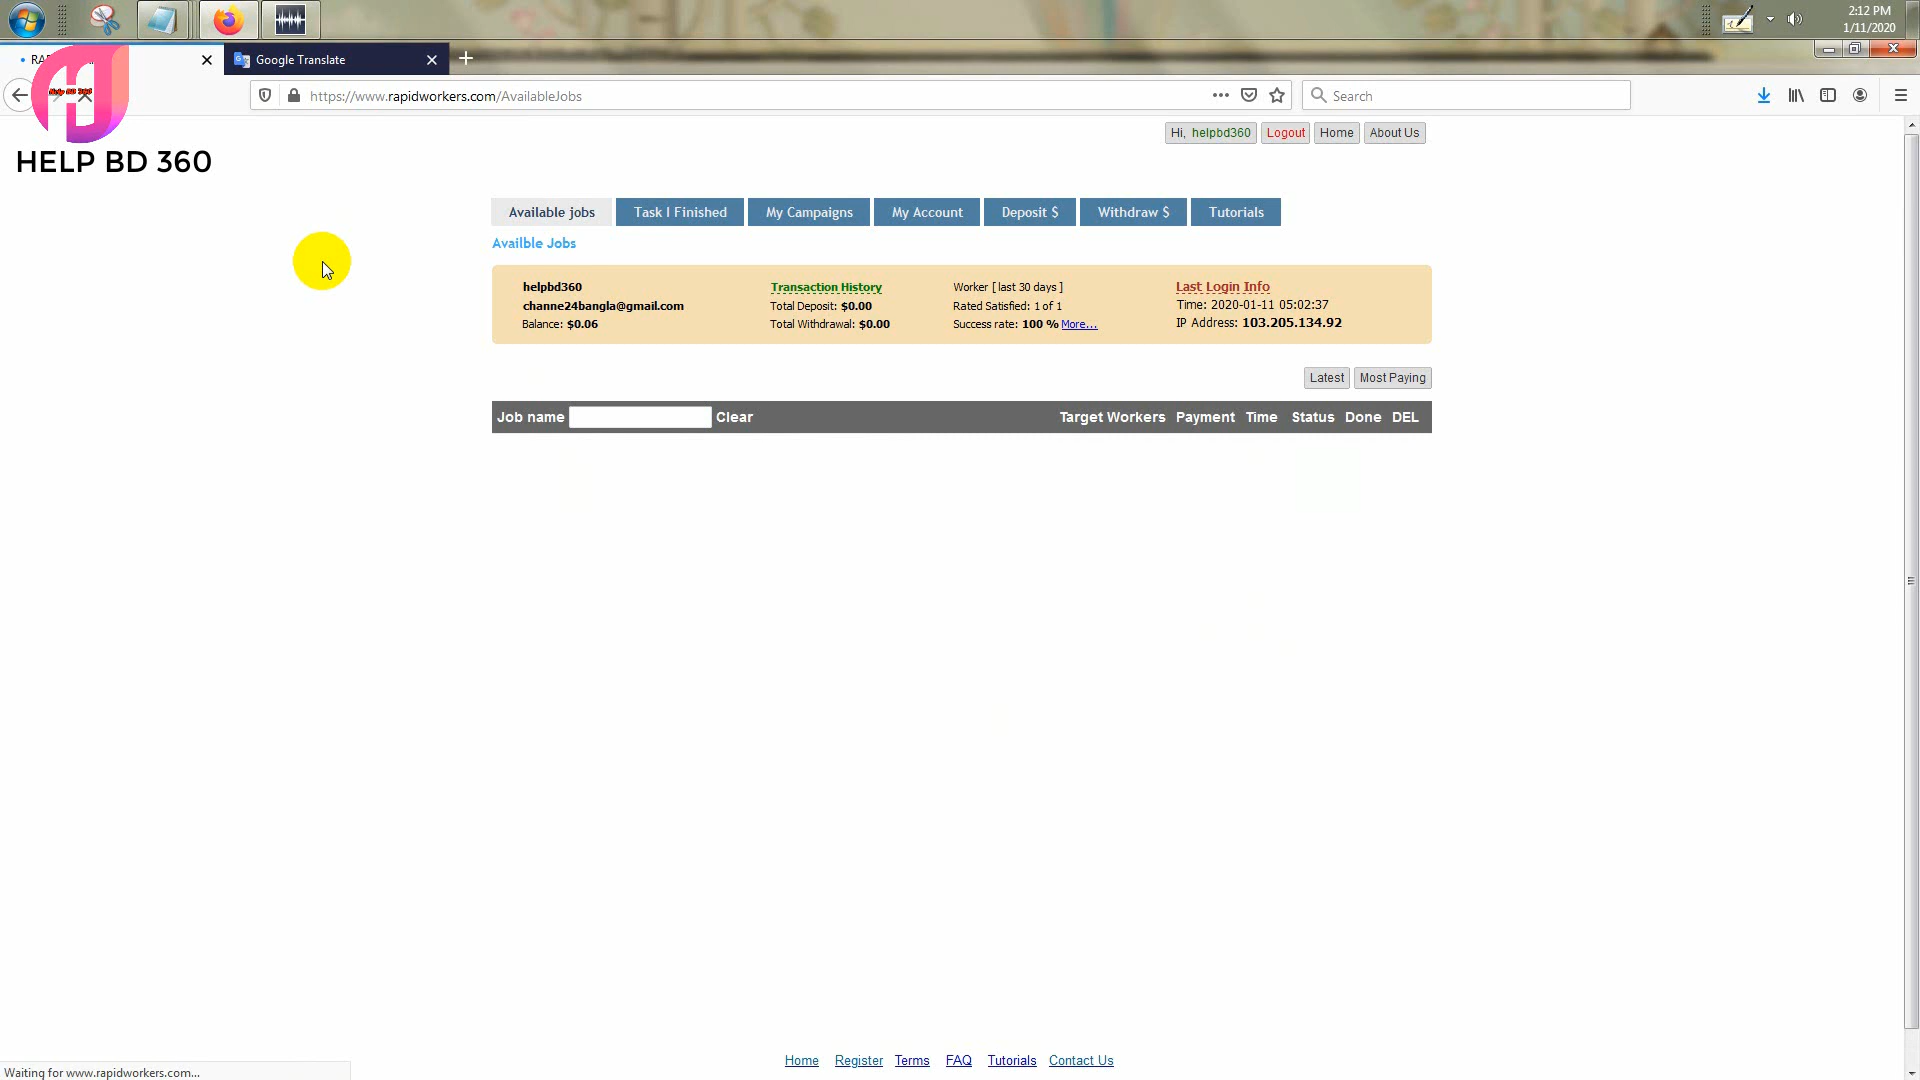 2:12 PM
1/11/2020
Google Translate
https://www.rapidworkers.com/AvailableJobs
Search
Help BD 360
HELP BD 360
Hi, helpbd360 Logout Home About Us
Available jobs Task I Finished My Campaigns My Account Deposit $ Withdraw $ Tutorials
Availble Jobs
helpbd360 Transaction History Worker [ last 30 days ] Last Login Info
channe24bangla@gmail.com Total Deposit: $0.00 Rated Satisfied: 1 of 1 Time: 2020-01-11 05:02:37
Balance: $0.06 Total Withdrawal: $0.00 Success rate: 100 % More... IP Address: 103.205.134.92
Latest Most Paying
Job name Clear Target Workers Payment Time Status Done DEL
Home Register Terms FAQ Tutorials Contact Us
Waiting for www.rapidworkers.com...